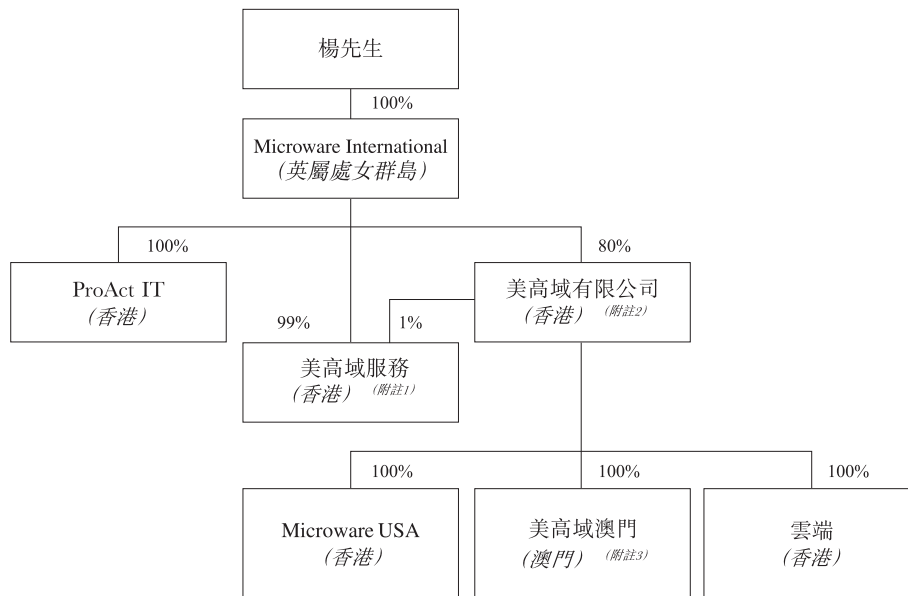 楊先生
100%
Microware International
（英屬處女群島）
100%
80%
ProAct IT
（香港）
美高域有限公司
（香港）（附註2）
99%
1%
美高域服務
（香港）（附註1）
100%
100%
100%
Microware USA
（香港）
美高域澳門
（澳門）（附註3）
雲端
（香港）